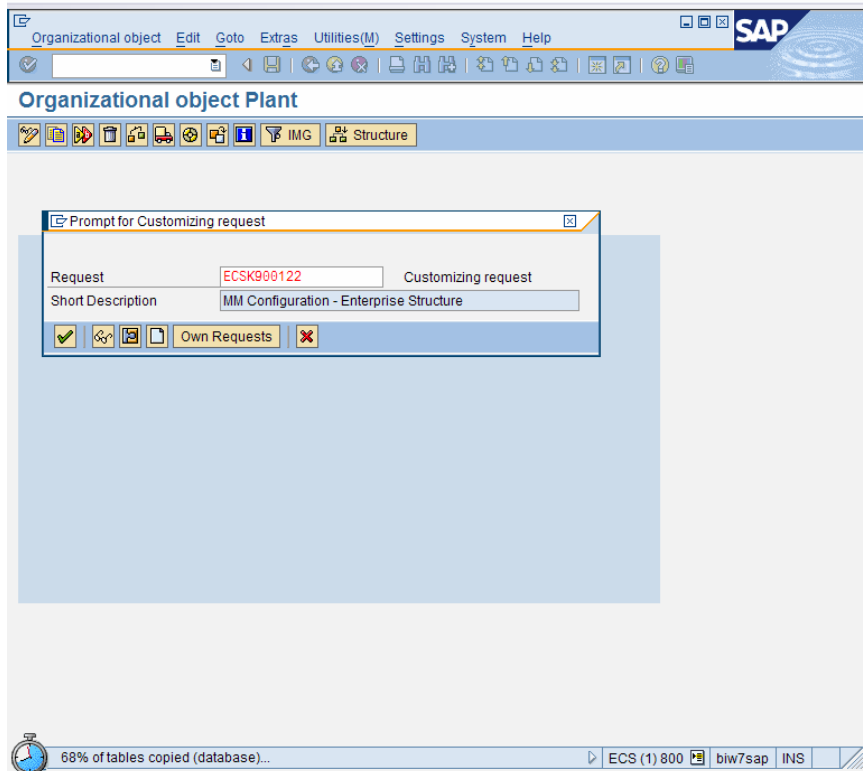 Organizational object Edit Goto Extras Utilities(M) Settings System Help
SAP
Organizational object Plant
IMG Structure
Prompt for Customizing request
Request ECSK900122 Customizing request
Short Description MM Configuration - Enterprise Structure
Own Requests
68% of tables copied (database)... ECS (1) 800 biw7sap INS